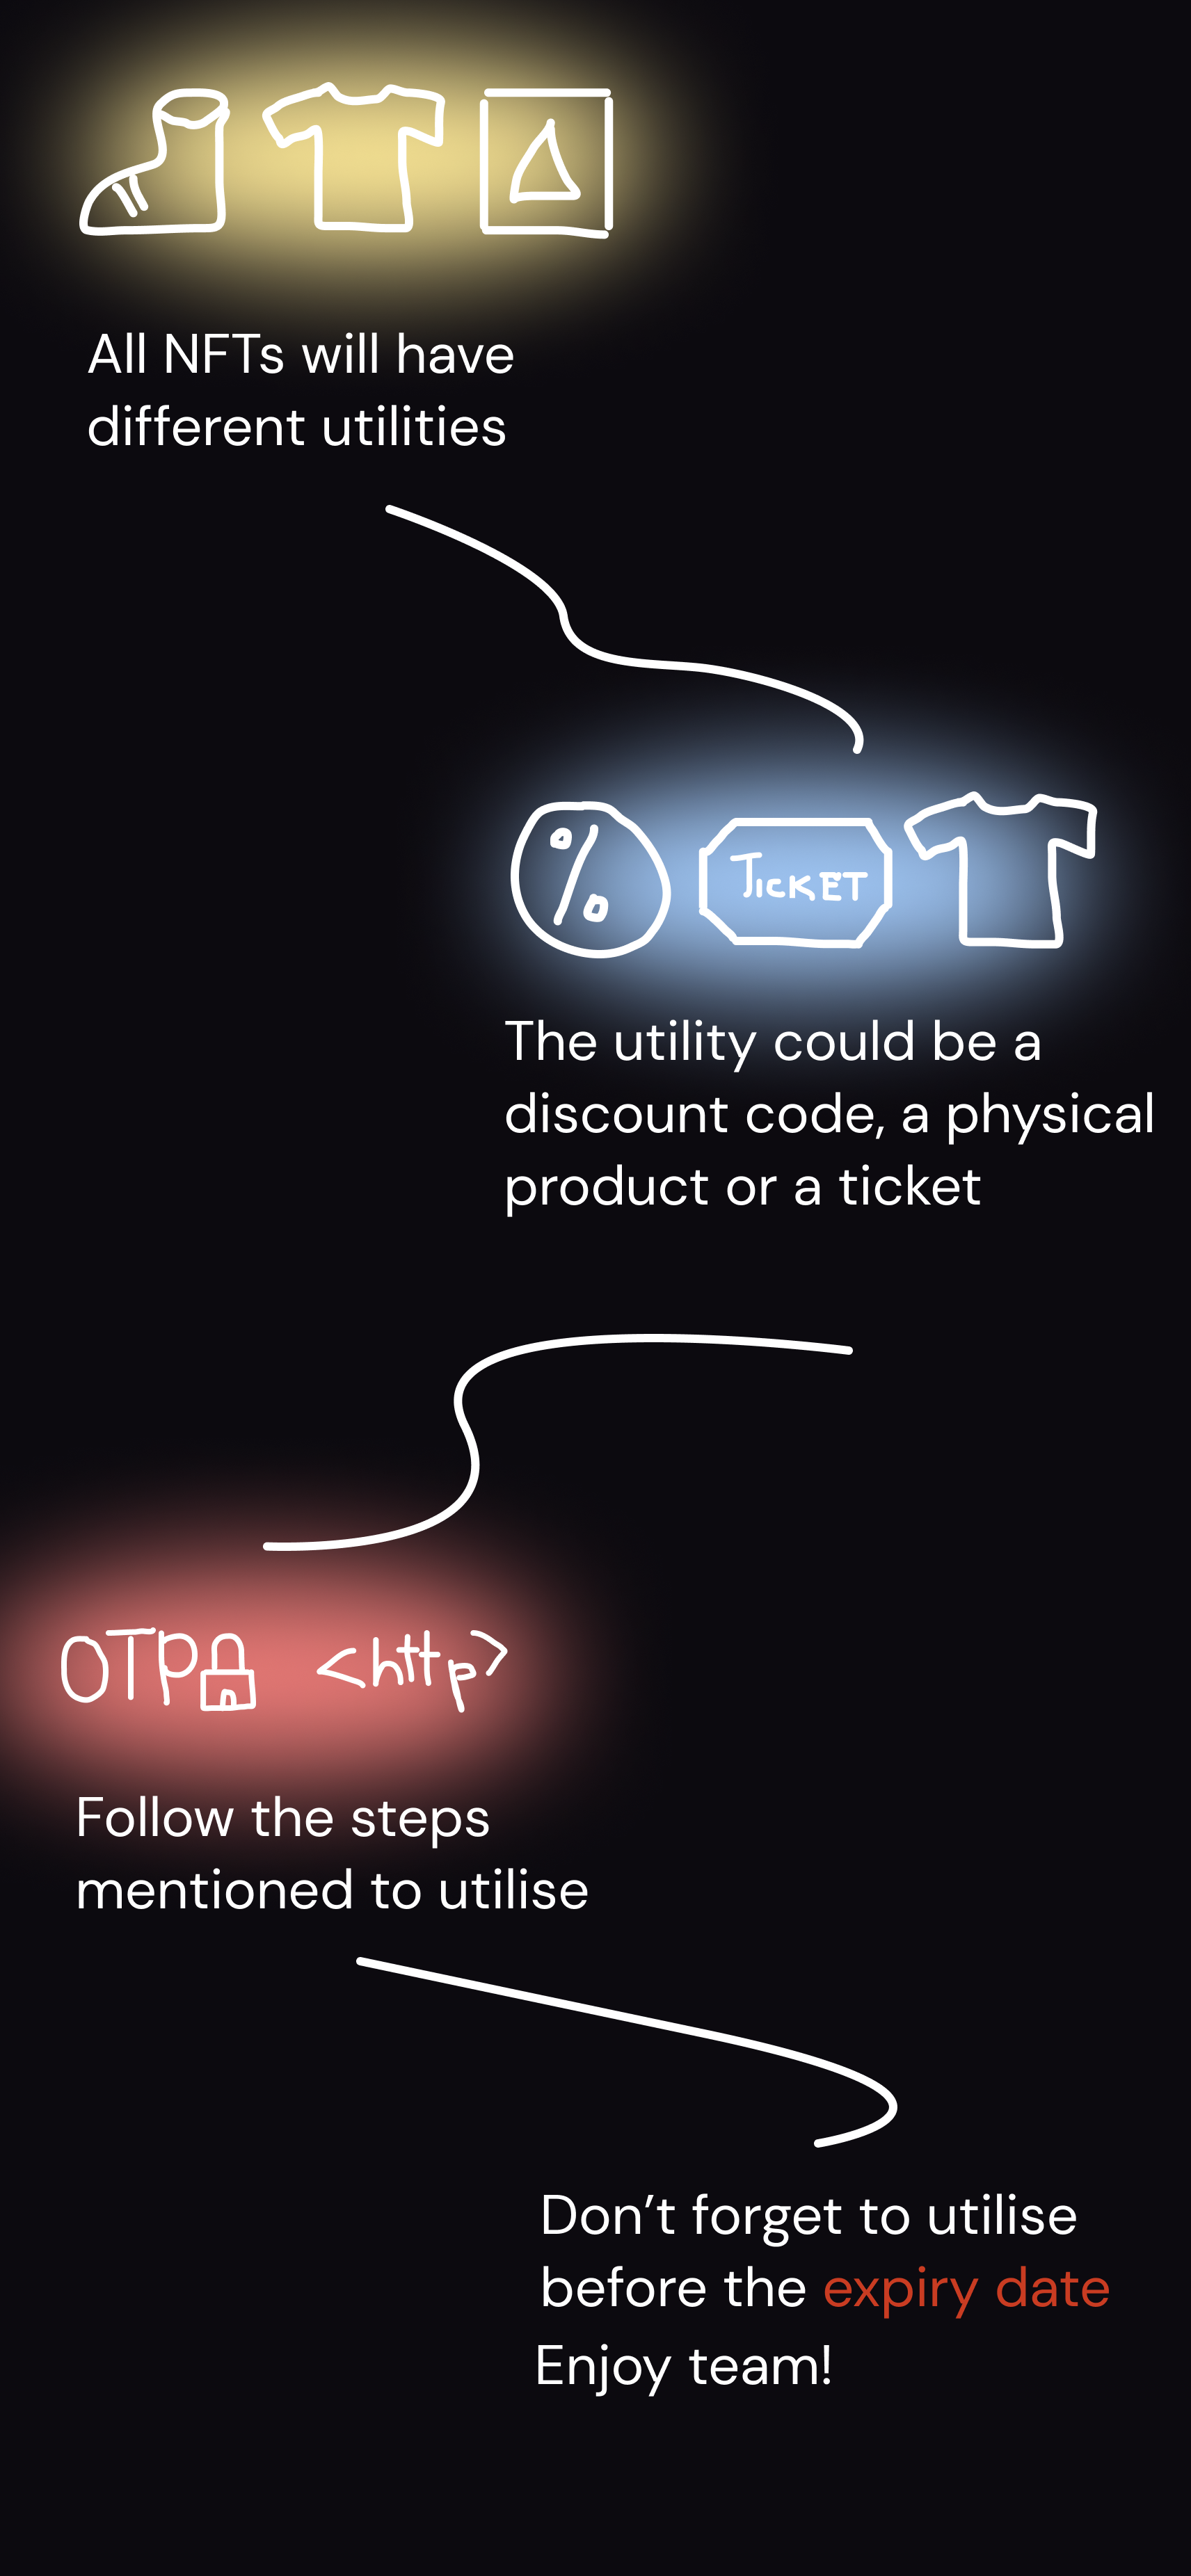 All NFTs will have
different utilities
%
TICKET
The utility could be a
discount code, a physical
product or a ticket
OTP <http>
Follow the steps
mentioned to utilise
Don’t forget to utilise
before the expiry date
Enjoy team!